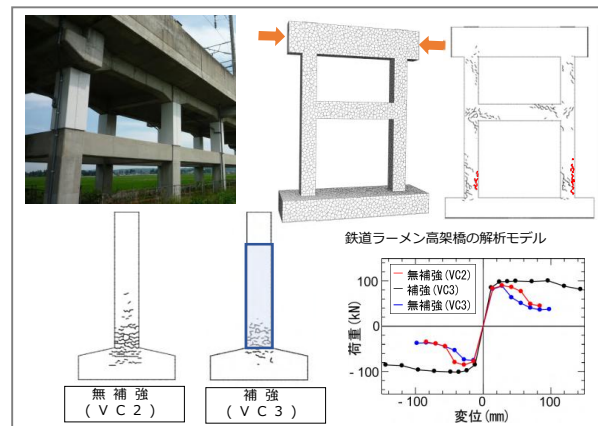 鉄道ラーメン高架橋の解析モデル
無補強
(VC2)
補強
(VC3)
無補強(VC2)
補強(VC3)
無補強(VC3)
荷重(kN)
100
0
- 100
- 100
0
100
変位(mm)